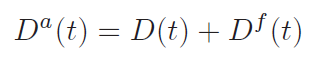 D^a(t) = D(t) + D^f(t)